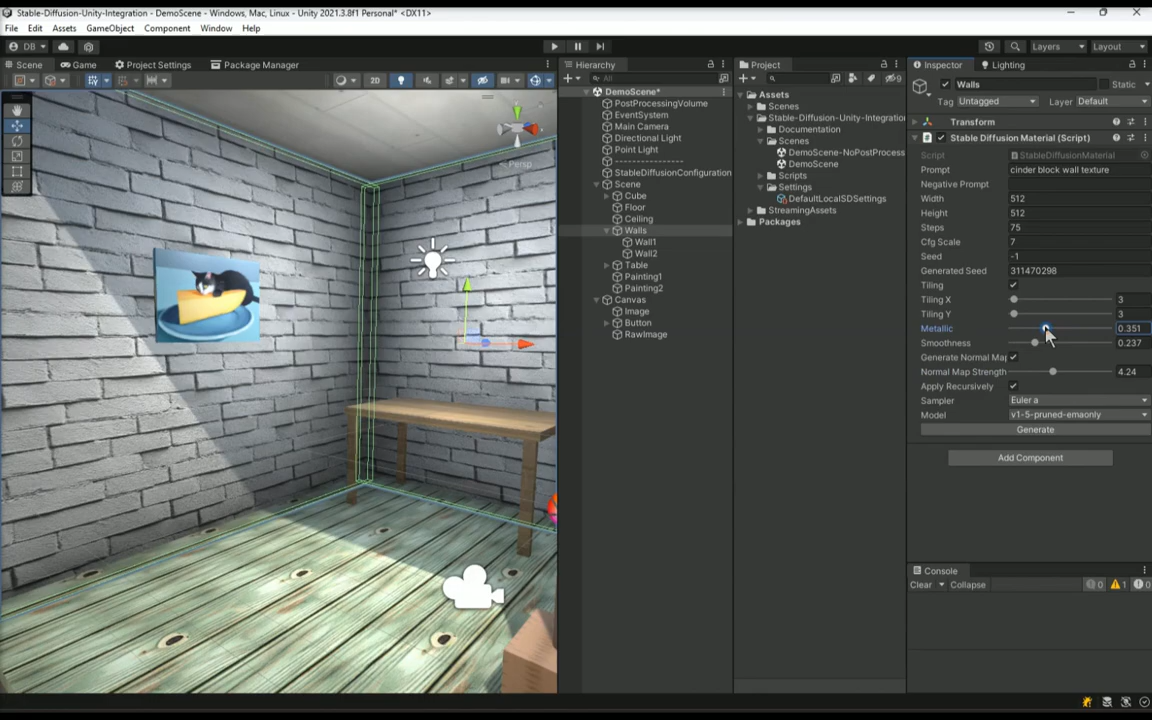 Stable-Diffusion-Unity-Integration - DemoScene - Windows, Mac, Linux - Unity 2021.3.8f1 Personal* <DX11>
File Edit Assets GameObject Component Window Help
DB
Layers Layout
Scene Game Project Settings Package Manager
2D
Persp
Hierarchy
All
DemoScene*
PostProcessingVolume
EventSystem
Main Camera
Directional Light
Point Light
----------------
StableDiffusionConfiguration
Scene
Cube
Floor
Ceiling
Walls
Wall1
Wall2
Table
Painting1
Painting2
Canvas
Image
Button
RawImage
Project
9
Assets
Scenes
Stable-Diffusion-Unity-Integratio
Documentation
Scenes
DemoScene-NoPostProcess
DemoScene
Scripts
Settings
DefaultLocalSDSettings
StreamingAssets
Packages
Inspector Lighting
Walls Static
Tag Untagged Layer Default
Transform
Stable Diffusion Material (Script)
Script StableDiffusionMaterial
Prompt cinder block wall texture
Negative Prompt
Width 512
Height 512
Steps 75
Cfg Scale 7
Seed -1
Generated Seed 311470298
Tiling
Tiling X 3
Tiling Y 3
Metallic 0.351
Smoothness 0.237
Generate Normal Map
Normal Map Strength 4.24
Apply Recursively
Sampler Euler a
Model v1-5-pruned-emaonly
Generate
Add Component
Console
Clear Collapse 0 1 0